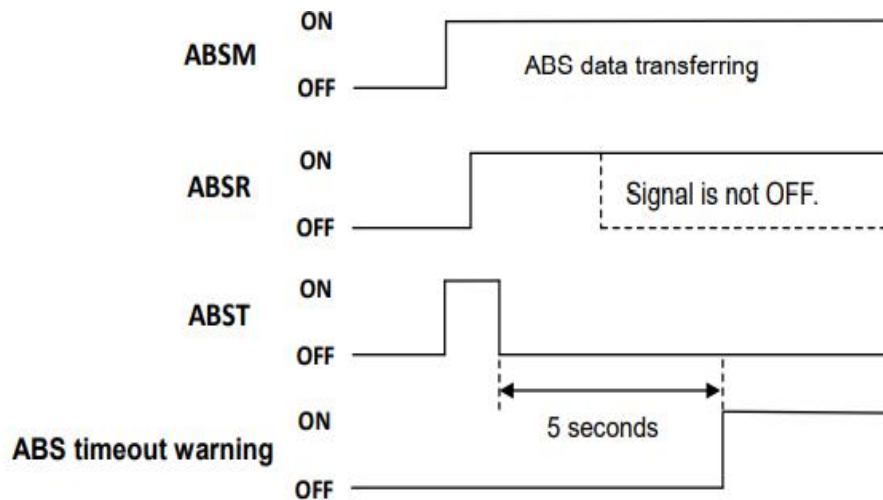 ON
ABSM
ABS data transferring
OFF
ON
ABSR
Signal is not OFF.
OFF
ON
ABST
OFF
ON
5 seconds
ABS timeout warning
OFF